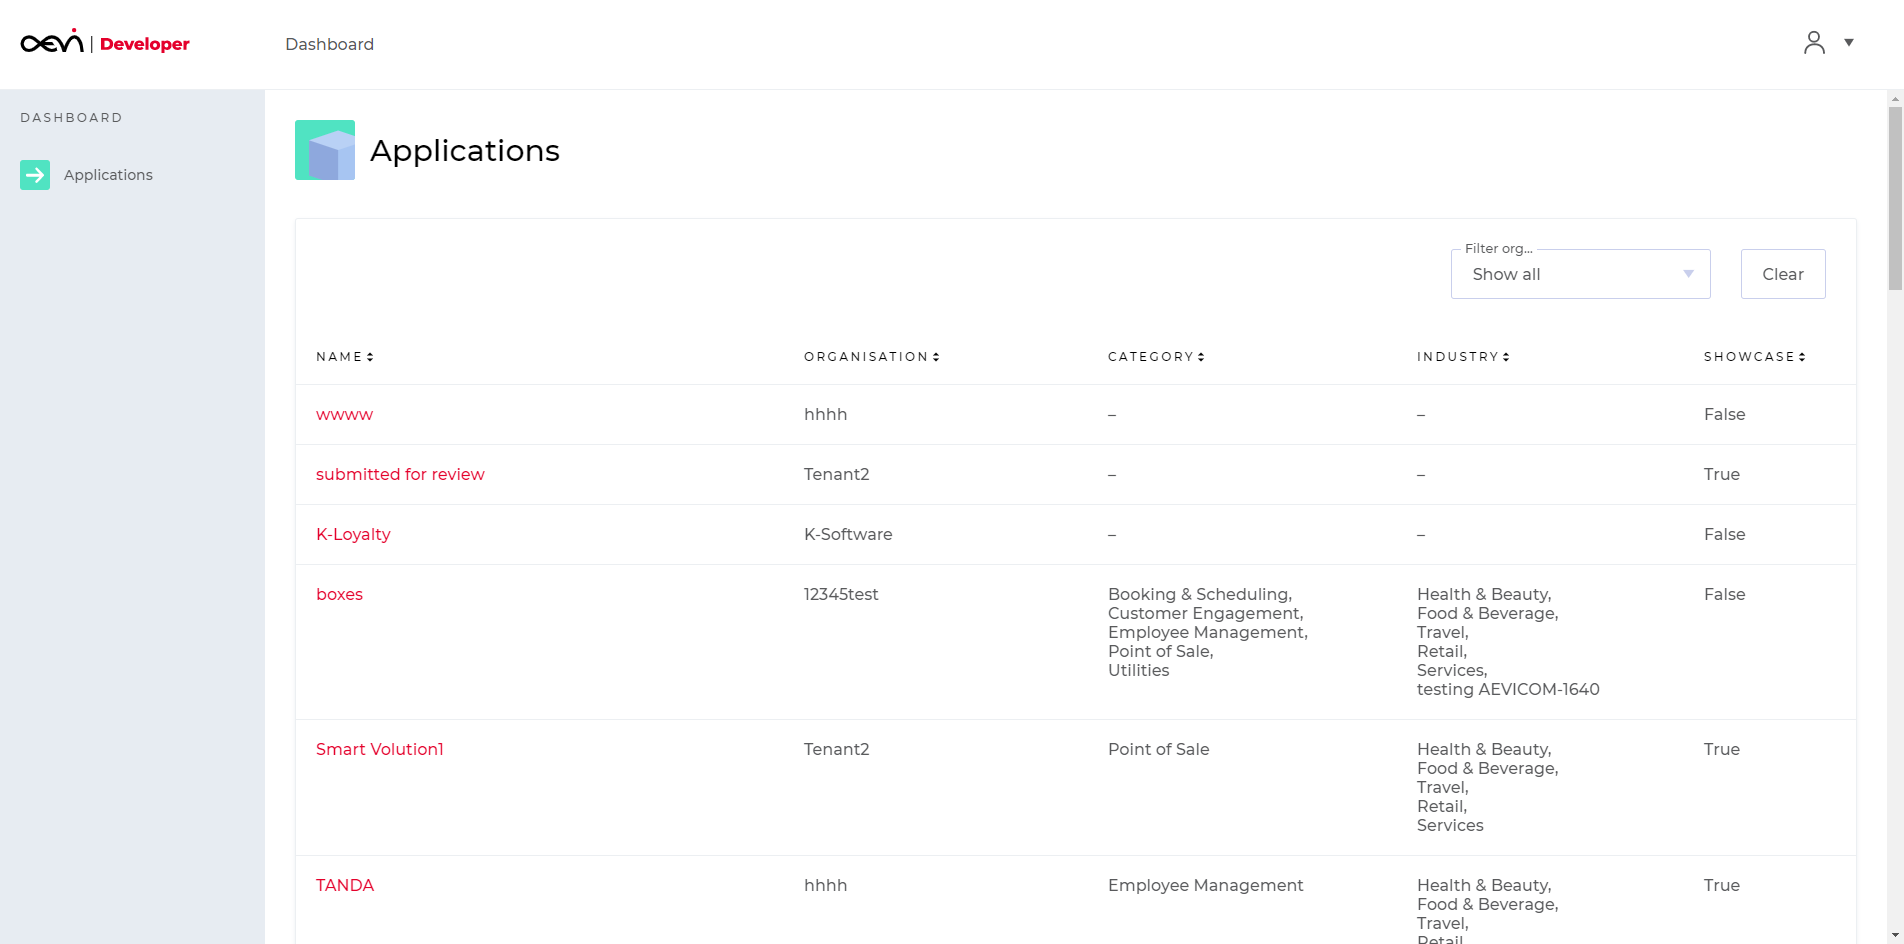 aevi | Developer
Dashboard
DASHBOARD
Applications
Applications
Filter org...
Show all
Clear
NAME ORGANISATION CATEGORY INDUSTRY SHOWCASE
wwww hhhh – – False
submitted for review Tenant2 – – True
K-Loyalty K-Software – – False
boxes 12345test Booking & Scheduling, Health & Beauty, False
Customer Engagement, Food & Beverage,
Employee Management, Travel,
Point of Sale, Retail,
Utilities Services,
testing AEVICOM-1640
Smart Volution1 Tenant2 Point of Sale Health & Beauty, True
Food & Beverage,
Travel,
Retail,
Services
TANDA hhhh Employee Management Health & Beauty, True
Food & Beverage,
Travel,
Retail